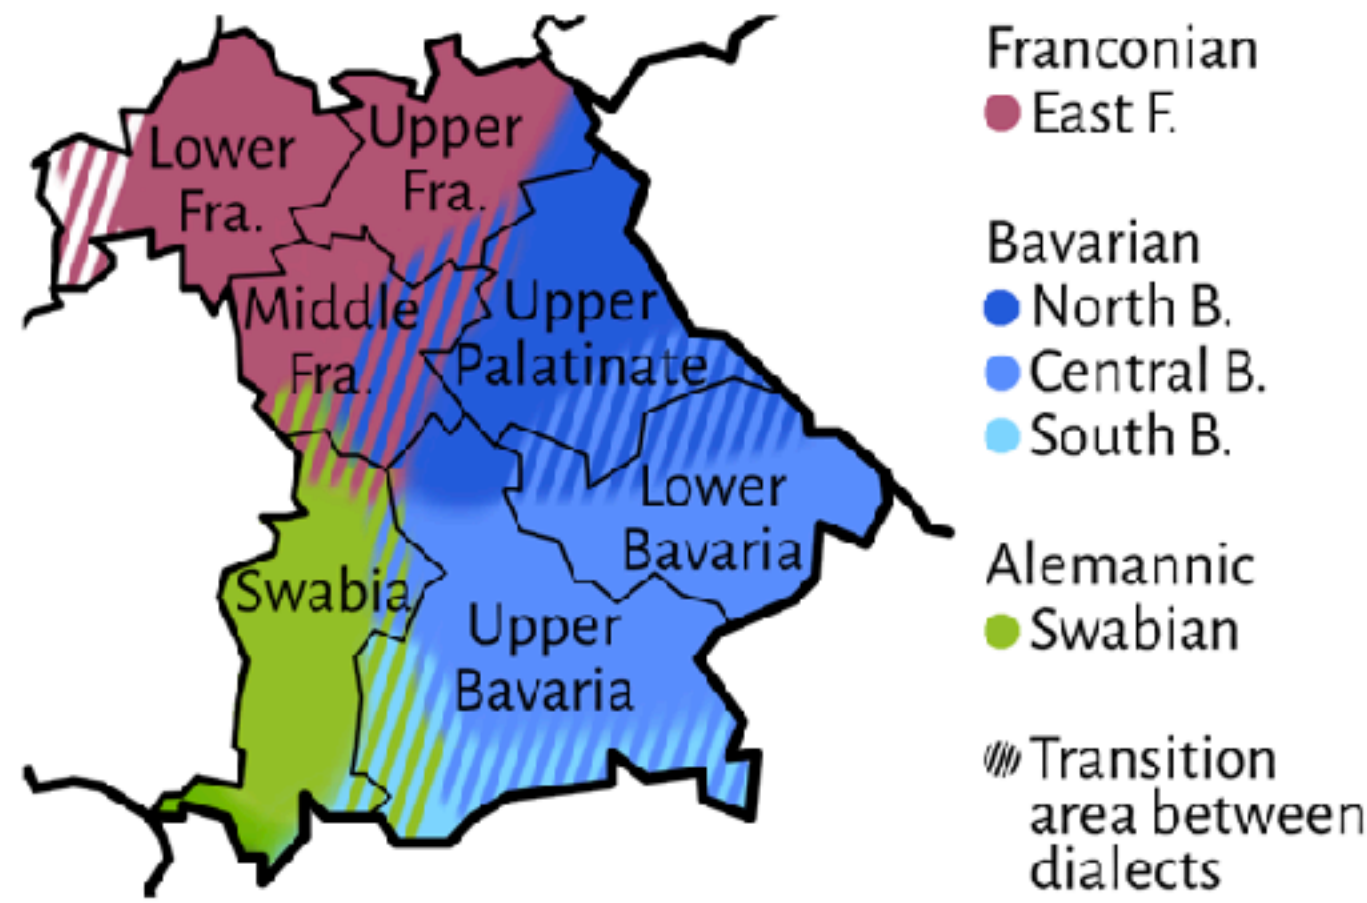 Lower
Fra.
Upper
Fra.
Middle
Fra.
Upper
Palatinate
Lower
Bavaria
Swabia
Upper
Bavaria
Franconian
East F.
Bavarian
North B.
Central B.
South B.
Alemannic
Swabian
Transition
area between
dialects